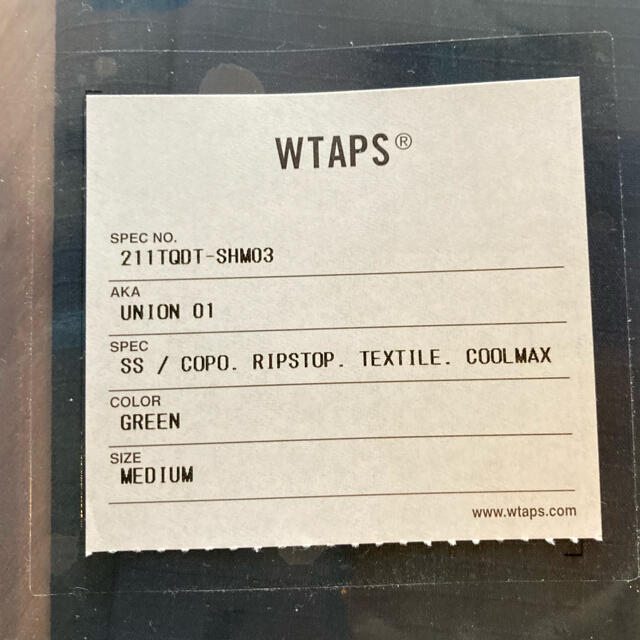 WTAPS®
SPEC NO.
211TQDT-SHM03
AKA
UNION 01
SPEC
SS / COPO. RIPSTOP. TEXTILE. COOLMAX
COLOR
GREEN
SIZE
MEDIUM
www.wtaps.com